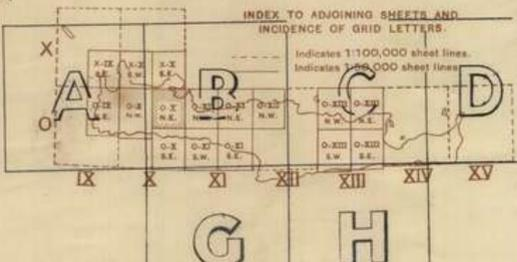 INDEX TO ADJOINING SHEETS AND
INCIDENCE OF GRID LETTERS.
Indicates 1:100,000 sheet lines.
Indicates 1:50,000 sheet lines
X
X-IX X-X
S.E. S.W. S.E.
A B C D
O
O-IX O-X O-X O-XI O-XI O-XII O-XIII O-XIII
N.E. N.W. N.E. N.W. N.E. N.W. N.W. N.E.
O-X O-XI O-XI O-XIII O-XIII
S.E. S.W. S.E. S.W. S.E.
IX X XI XII XIII XIV XV
G H